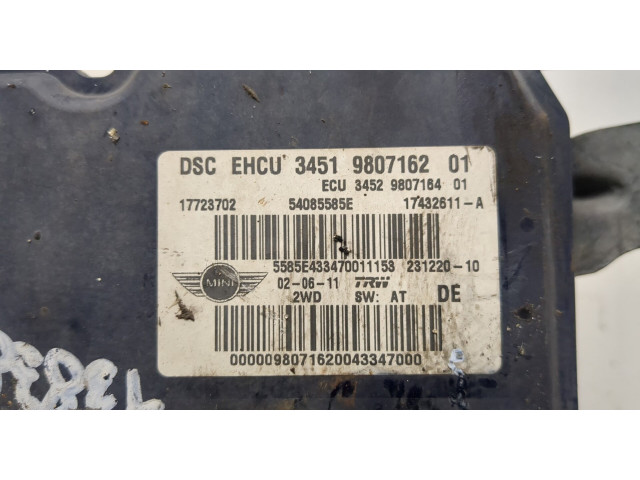 DSC EHCU 3451 9807162 01
ECU 3452 9807164 01
17723702 54085585E 17432611-A
5585E433470011153 231220-10
MINI 02-06-11 TRW
2WD SW: AT DE
0000098071620043347000